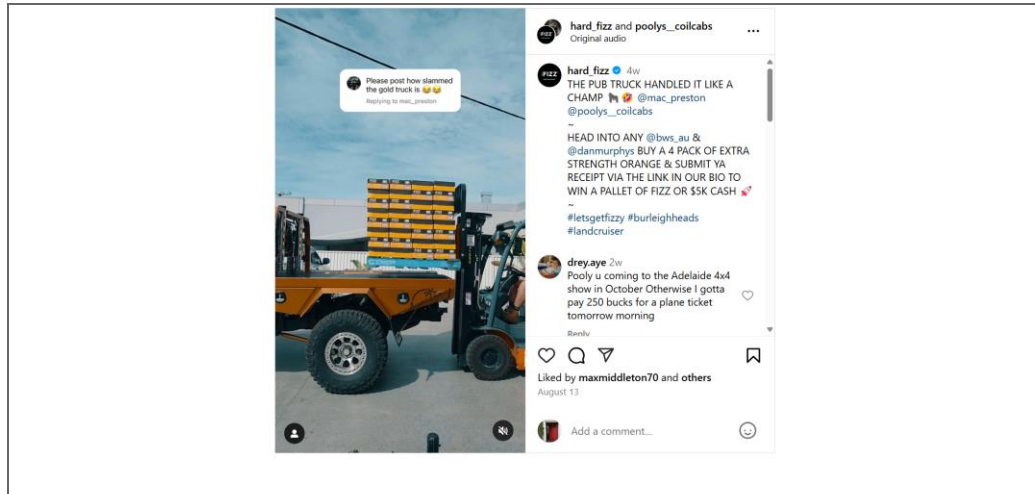 Please post how slammed
the gold truck is 😂😂
Replying to mac_preston
FIZZ
hard_fizz and poolys__coilcabs
Original audio
FIZZ
hard_fizz 4w
THE PUB TRUCK HANDLED IT LIKE A
CHAMP 🐂 🤣 @mac_preston
@poolys__coilcabs
~
HEAD INTO ANY @bws_au &
@danmurphys BUY A 4 PACK OF EXTRA
STRENGTH ORANGE & SUBMIT YA
RECEIPT VIA THE LINK IN OUR BIO TO
WIN A PALLET OF FIZZ OR $5K CASH 🚀
~
#letsgetfizzy #burleighheads
#landcruiser
drey.aye 2w
Pooly u coming to the Adelaide 4x4
show in October Otherwise I gotta
pay 250 bucks for a plane ticket
tomorrow morning
Reply
Liked by maxmiddleton70 and others
August 13
Add a comment...